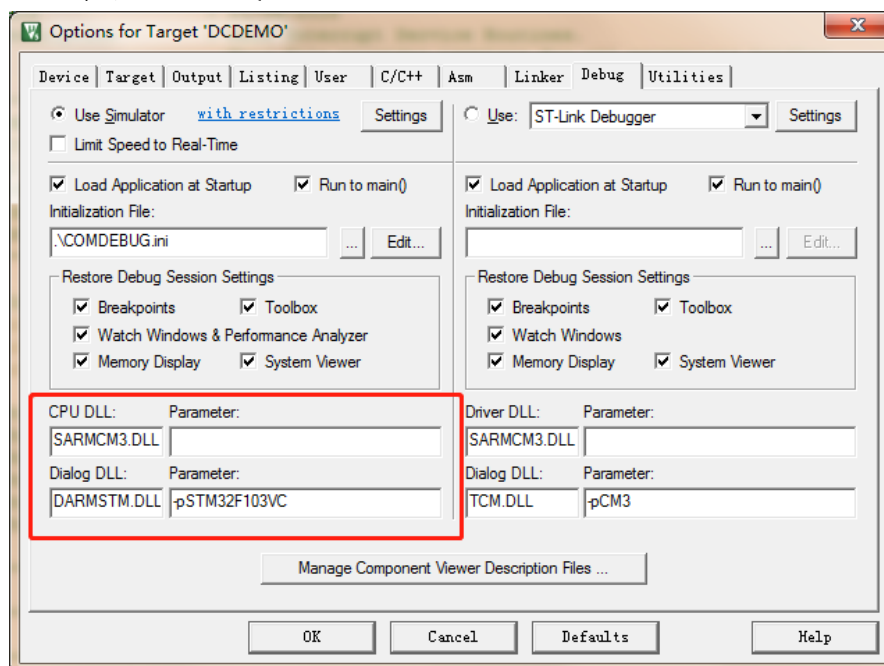 Options for Target 'DCDEMO'
Device Target Output Listing User C/C++ Asm Linker Debug Utilities
Use Simulator with restrictions Settings
Limit Speed to Real-Time
Use: ST-Link Debugger Settings
Load Application at Startup Run to main()
Initialization File:
.\COMDEBUG.ini ... Edit...
Load Application at Startup Run to main()
Initialization File:
... Edit...
Restore Debug Session Settings
Breakpoints Toolbox
Watch Windows & Performance Analyzer
Memory Display System Viewer
Restore Debug Session Settings
Breakpoints Toolbox
Watch Windows
Memory Display System Viewer
CPU DLL: Parameter:
SARMCM3.DLL
Dialog DLL: Parameter:
DARMSTM.DLL -pSTM32F103VC
Driver DLL: Parameter:
SARMCM3.DLL
Dialog DLL: Parameter:
TCM.DLL -pCM3
Manage Component Viewer Description Files ...
OK Cancel Defaults Help